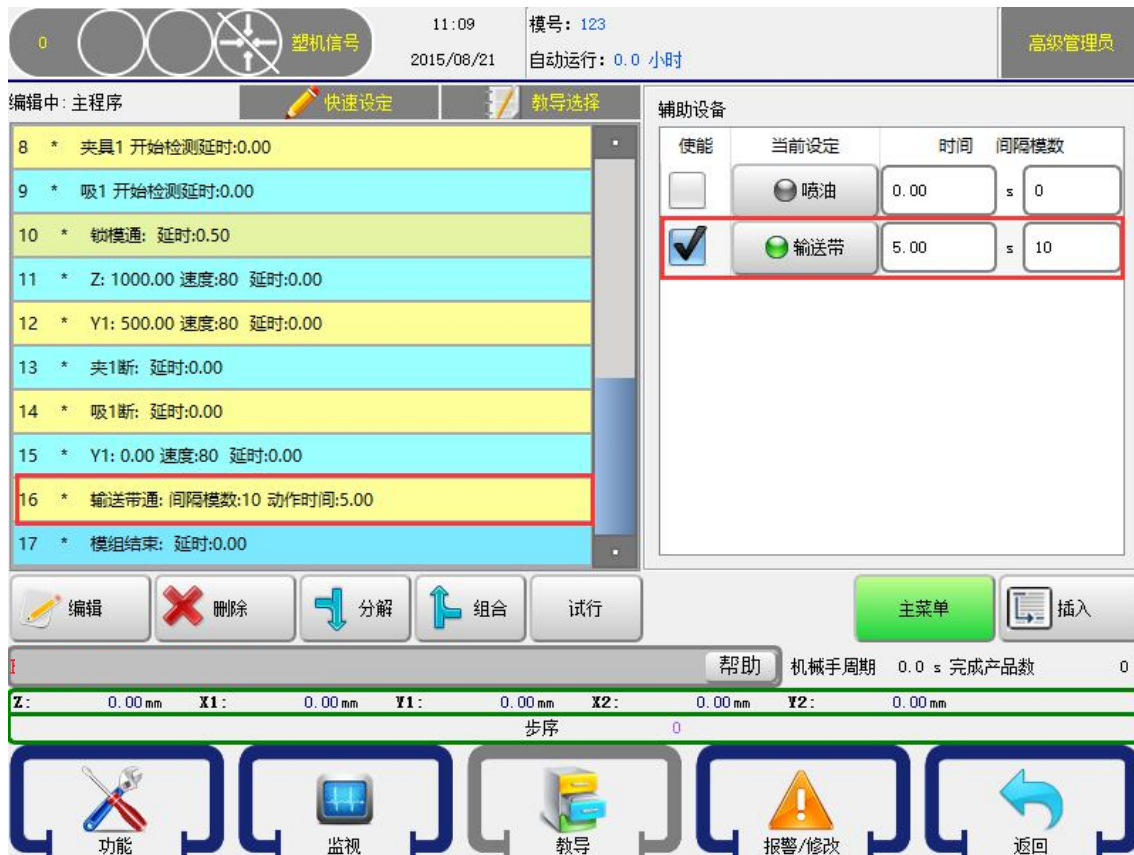 0
塑机信号
11:09
2015/08/21
模号：123
自动运行：0.0 小时
高级管理员
编辑中：主程序
快速设定
教导选择
8 * 夹具1 开始检测延时:0.00
9 * 吸1 开始检测延时:0.00
10 * 锁模通: 延时:0.50
11 * Z: 1000.00 速度:80 延时:0.00
12 * Y1: 500.00 速度:80 延时:0.00
13 * 夹1断: 延时:0.00
14 * 吸1断: 延时:0.00
15 * Y1: 0.00 速度:80 延时:0.00
16 * 输送带通: 间隔模数:10 动作时间:5.00
17 * 模组结束: 延时:0.00
辅助设备
使能 当前设定 时间 间隔模数
喷油 0.00 s 0
输送带 5.00 s 10
编辑
删除
分解
组合
试行
主菜单
插入
帮助
机械手周期 0.0 s 完成产品数 0
Z: 0.00mm X1: 0.00mm Y1: 0.00mm X2: 0.00mm Y2: 0.00mm
步序 0
功能
监视
教导
报警/修改
返回